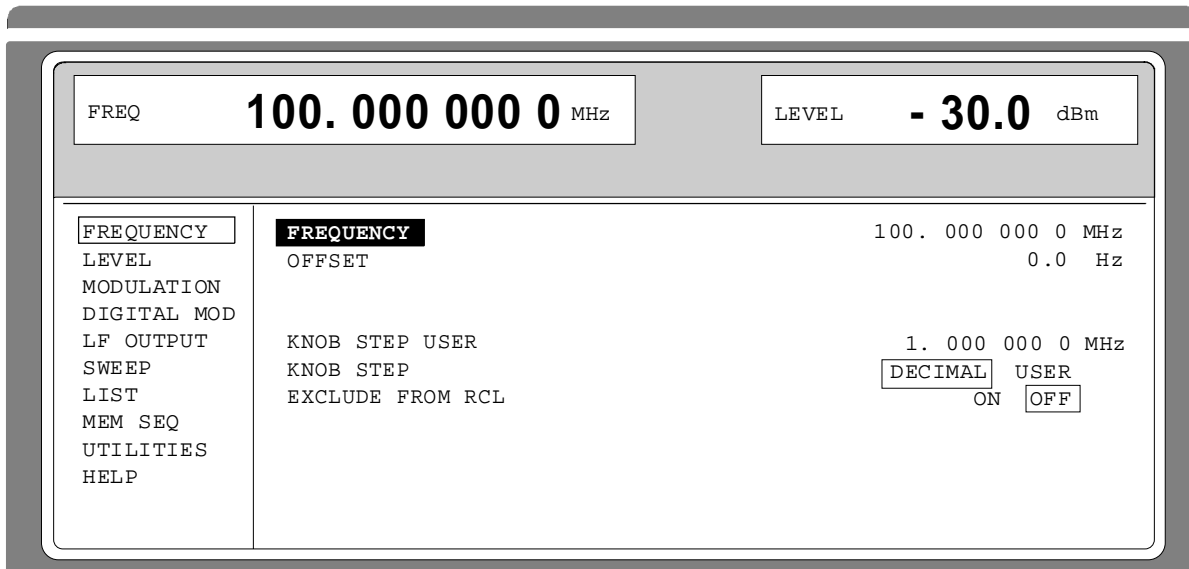 FREQ 100. 000 000 0 MHz LEVEL - 30.0 dBm
FREQUENCY FREQUENCY 100. 000 000 0 MHz
LEVEL OFFSET 0.0 Hz
MODULATION
DIGITAL MOD
LF OUTPUT KNOB STEP USER 1. 000 000 0 MHz
SWEEP KNOB STEP DECIMAL USER
LIST EXCLUDE FROM RCL ON OFF
MEM SEQ
UTILITIES
HELP